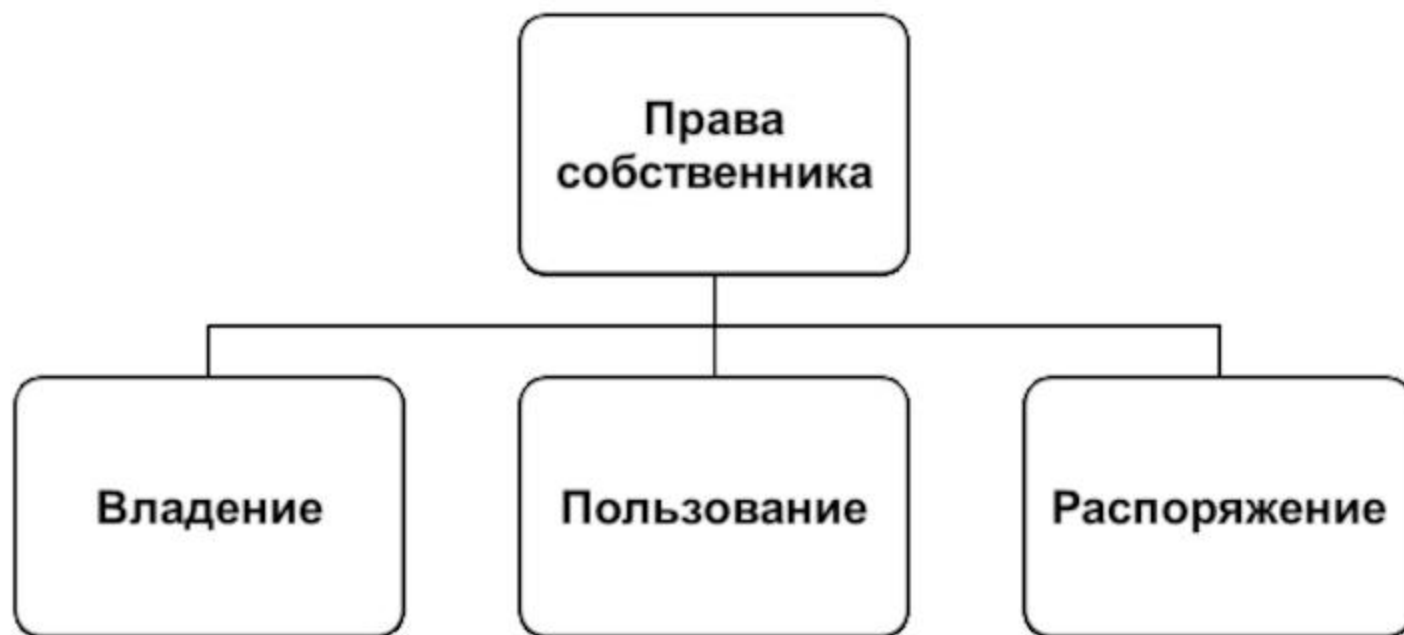 Права
собственника
Владение
Пользование
Распоряжение